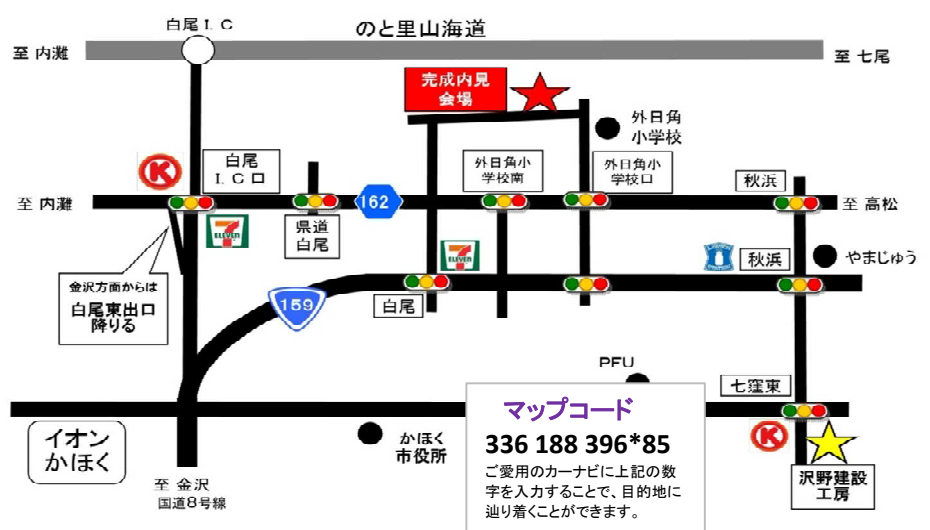 白尾ＩＣ
のと里山海道
至 内灘
至 七尾
完成内見
会場
外日角
小学校
K
白尾
ＩＣ口
外日角小
学校南
外日角小
学校口
秋浜
至 内灘
162
至 高松
7
ELEVEN
県道
白尾
7
ELEVEN
秋浜
やまじゅう
金沢方面からは
白尾東出口
降りる
159
白尾
PFU
七窪東
イオン
かほく
かほく
市役所
マップコード
336 188 396*85
ご愛用のカーナビに上記の数
字を入力することで、目的地に
辿り着くことができます。
K
沢野建設
工房
至 金沢
国道8号線